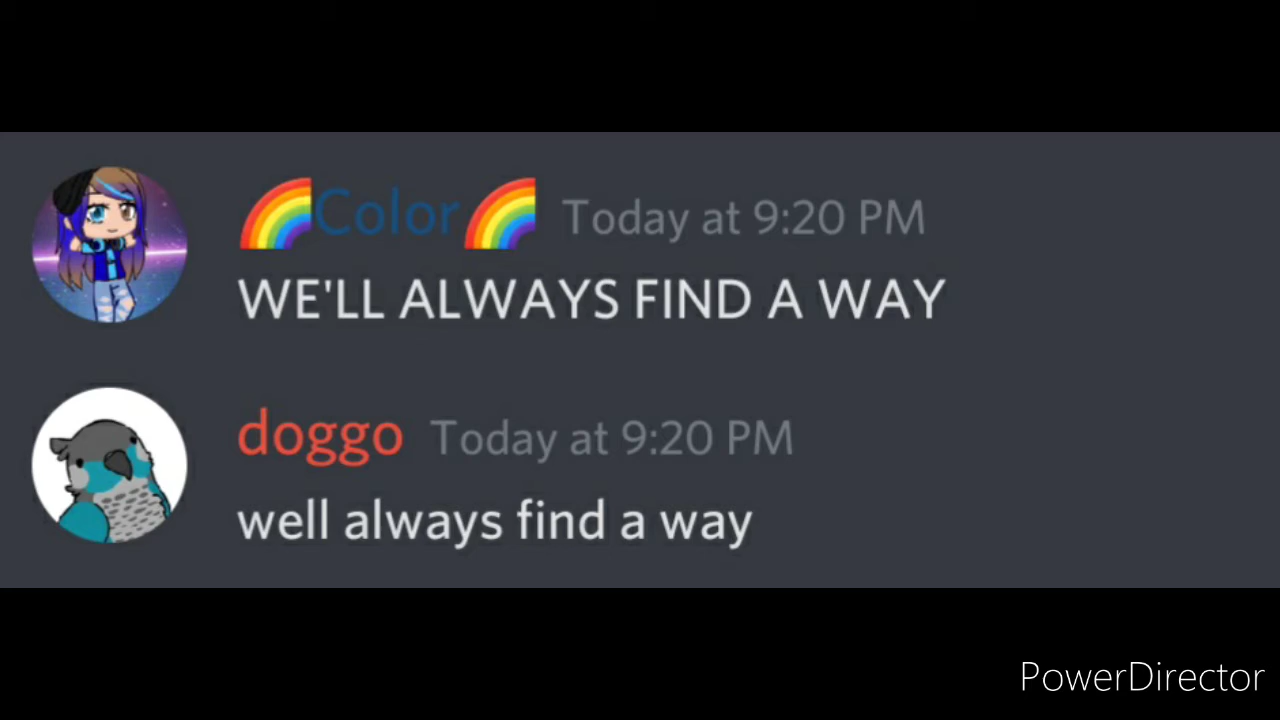 🌈Color🌈 Today at 9:20 PM
WE'LL ALWAYS FIND A WAY
doggo Today at 9:20 PM
well always find a way
PowerDirector